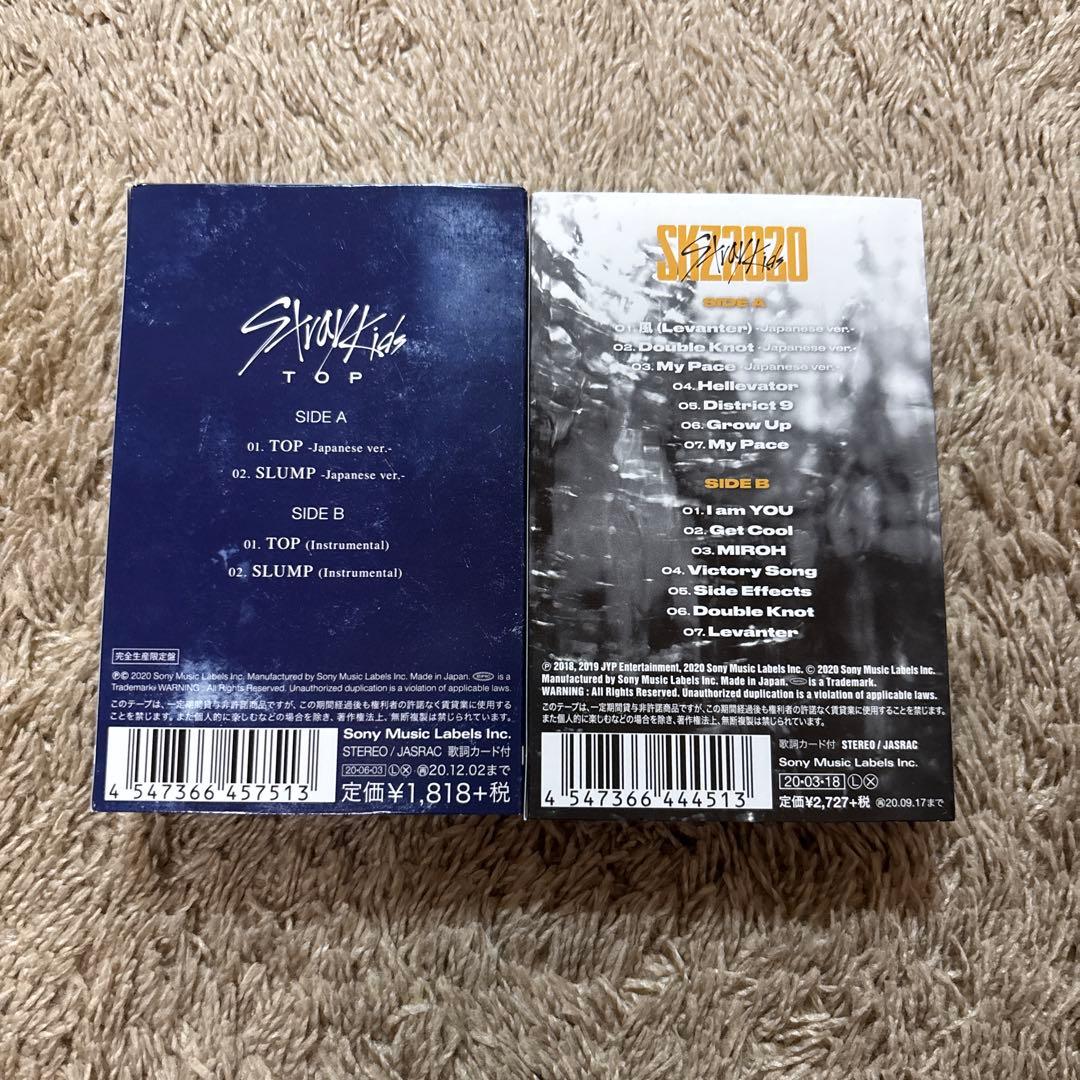 Stray Kids
TOP
SIDE A
01. TOP -Japanese ver.-
02. SLUMP -Japanese ver.-
SIDE B
01. TOP (Instrumental)
02. SLUMP (Instrumental)
完全生産限定盤
Ⓟ© 2020 Sony Music Labels Inc. Manufactured by Sony Music Labels Inc. Made in Japan. EPIC is a
Trademark. WARNING : All Rights Reserved. Unauthorized duplication is a violation of applicable laws.
このテープは、一定期間貸与非許諾商品ですが、この期間経過後も権利者の許諾なく賃貸業に使用する
ことを禁じます。また個人的に楽しむなどの場合を除き、著作権法上、無断複製は禁じられています。
Sony Music Labels Inc.
STEREO / JASRAC 歌詞カード付
20・06・03 Ⓛ Ⓧ ・㋐20.12.02まで
定価¥1,818+税
4 547366 457513
SKZ2020
Stray Kids
SIDE A
01. 風 (Levanter) -Japanese ver.-
02. Double Knot -Japanese ver.-
03. My Pace -Japanese ver.-
04. Hellevator
05. District 9
06. Grow Up
07. My Pace
SIDE B
01. I am YOU
02. Get Cool
03. MIROH
04. Victory Song
05. Side Effects
06. Double Knot
07. Levanter
Ⓟ 2018, 2019 JYP Entertainment, 2020 Sony Music Labels Inc. © 2020 Sony Music Labels Inc.
Manufactured by Sony Music Labels Inc. Made in Japan. is a Trademark.
WARNING : All Rights Reserved. Unauthorized duplication is a violation of applicable laws.
このテープは、一定期間貸与非許諾商品ですが、この期間経過後も権利者の許諾なく賃貸業に使用することを禁じます。
また個人的に楽しむなどの場合を除き、著作権法上、無断複製は禁じられています。
歌詞カード付 STEREO / JASRAC
Sony Music Labels Inc.
20・03・18 Ⓛ Ⓧ
定価¥2,727+税 20.09.17まで
4 547366 444513